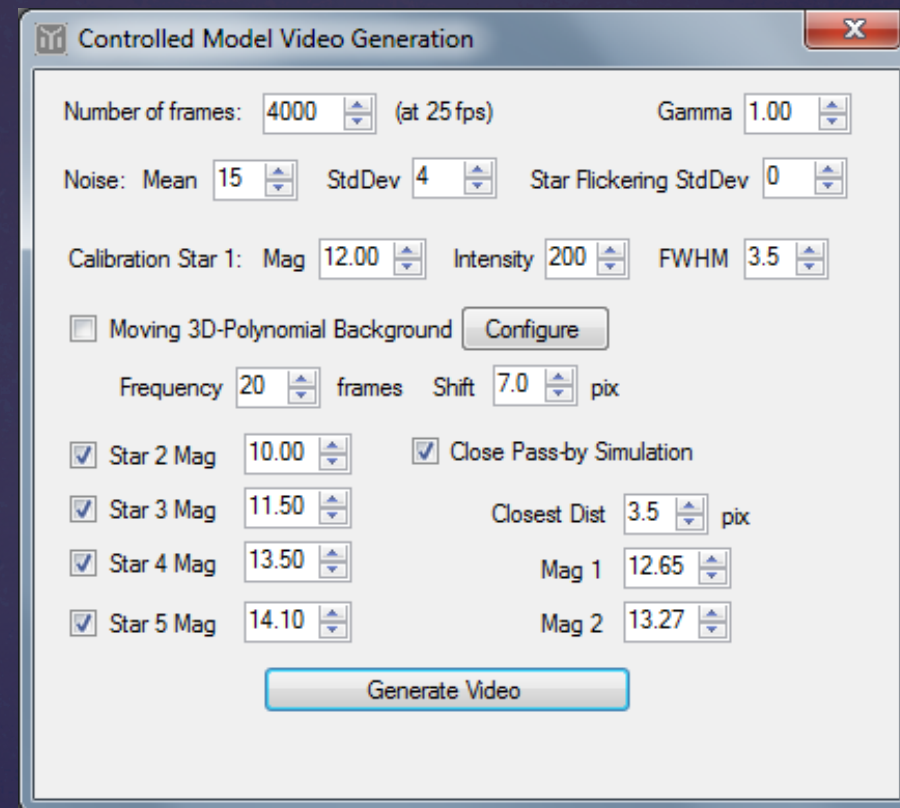 Controlled Model Video Generation
Number of frames: 4000 (at 25 fps) Gamma 1.00
Noise: Mean 15 StdDev 4 Star Flickering StdDev 0
Calibration Star 1: Mag 12.00 Intensity 200 FWHM 3.5
Moving 3D-Polynomial Background Configure
Frequency 20 frames Shift 7.0 pix
Star 2 Mag 10.00 Close Pass-by Simulation
Star 3 Mag 11.50 Closest Dist 3.5 pix
Star 4 Mag 13.50 Mag 1 12.65
Star 5 Mag 14.10 Mag 2 13.27
Generate Video